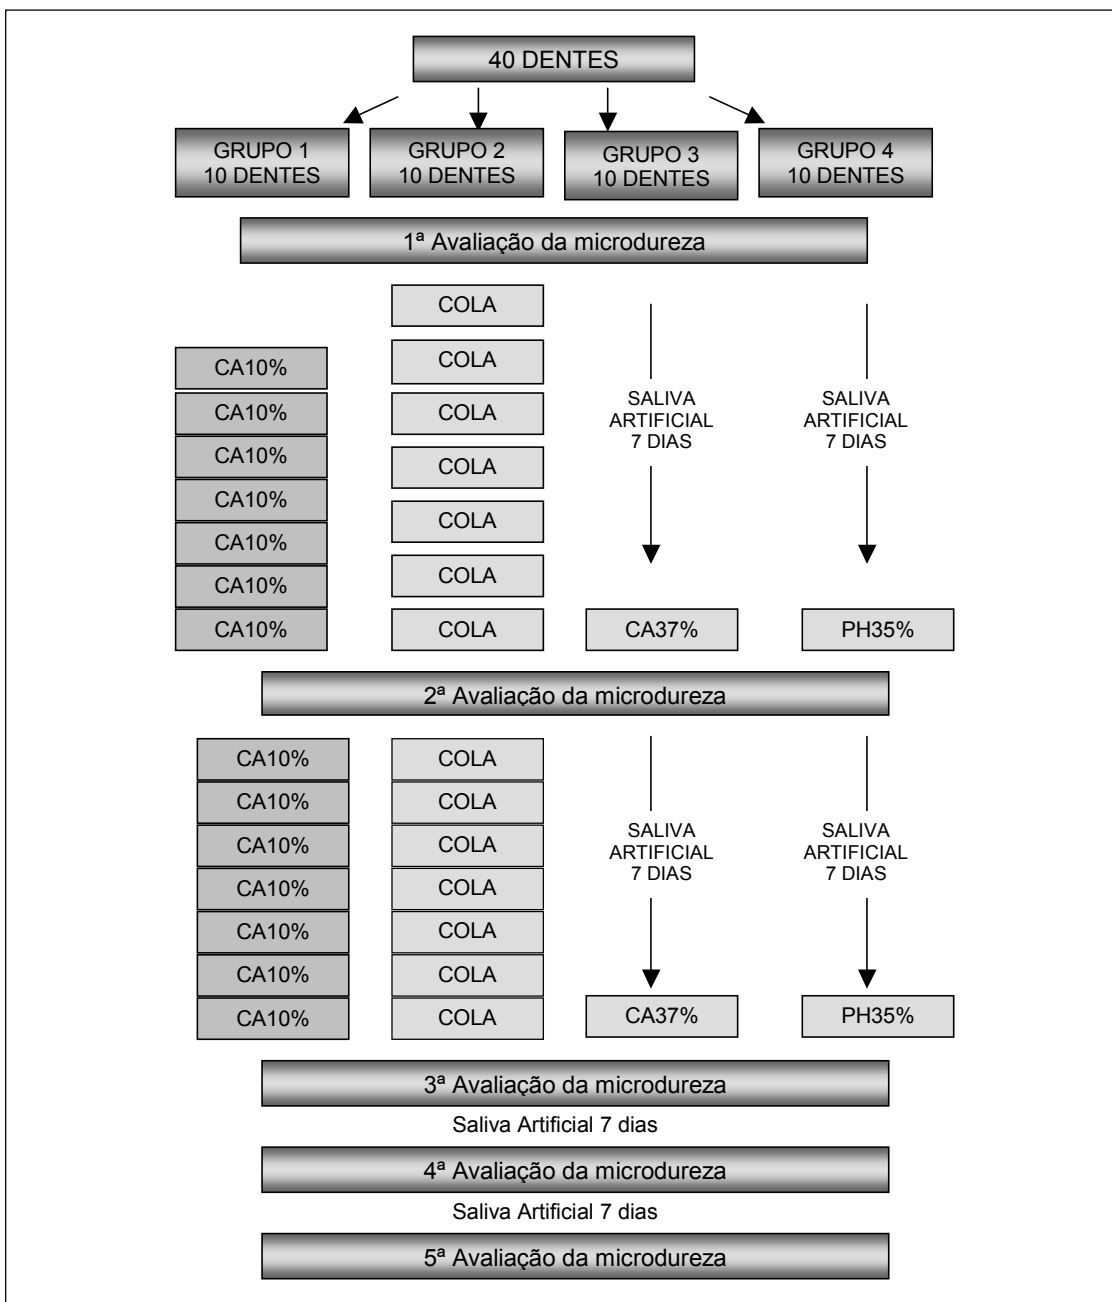 40 DENTES
GRUPO 1
10 DENTES
GRUPO 2
10 DENTES
GRUPO 3
10 DENTES
GRUPO 4
10 DENTES
1ª Avaliação da microdureza
CA10%
CA10%
CA10%
CA10%
CA10%
CA10%
CA10%
COLA
COLA
COLA
COLA
COLA
COLA
COLA
SALIVA
ARTIFICIAL
7 DIAS
CA37%
SALIVA
ARTIFICIAL
7 DIAS
PH35%
2ª Avaliação da microdureza
CA10%
CA10%
CA10%
CA10%
CA10%
CA10%
CA10%
COLA
COLA
COLA
COLA
COLA
COLA
COLA
SALIVA
ARTIFICIAL
7 DIAS
CA37%
SALIVA
ARTIFICIAL
7 DIAS
PH35%
3ª Avaliação da microdureza
Saliva Artificial 7 dias
4ª Avaliação da microdureza
Saliva Artificial 7 dias
5ª Avaliação da microdureza